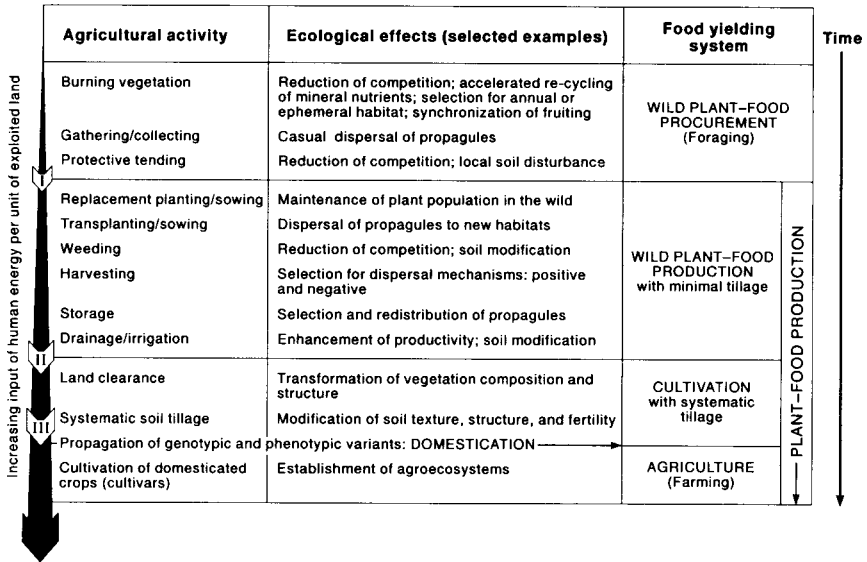 Agricultural activity
Ecological effects (selected examples)
Food yielding
system
Time
Burning vegetation
Reduction of competition; accelerated re-cycling
of mineral nutrients; selection for annual or
ephemeral habitat; synchronization of fruiting
WILD PLANT–FOOD
PROCUREMENT
(Foraging)
Gathering/collecting
Casual dispersal of propagules
Protective tending
Reduction of competition; local soil disturbance
I
Replacement planting/sowing
Maintenance of plant population in the wild
Transplanting/sowing
Dispersal of propagules to new habitats
Weeding
Reduction of competition; soil modification
WILD PLANT–FOOD
PRODUCTION
with minimal tillage
Harvesting
Selection for dispersal mechanisms: positive
and negative
Storage
Selection and redistribution of propagules
Drainage/irrigation
Enhancement of productivity; soil modification
II
Land clearance
Transformation of vegetation composition and
structure
CULTIVATION
with systematic
tillage
III
Systematic soil tillage
Modification of soil texture, structure, and fertility
Propagation of genotypic and phenotypic variants: DOMESTICATION
Cultivation of domesticated
crops (cultivars)
Establishment of agroecosystems
AGRICULTURE
(Farming)
PLANT–FOOD PRODUCTION
Increasing input of human energy per unit of exploited land